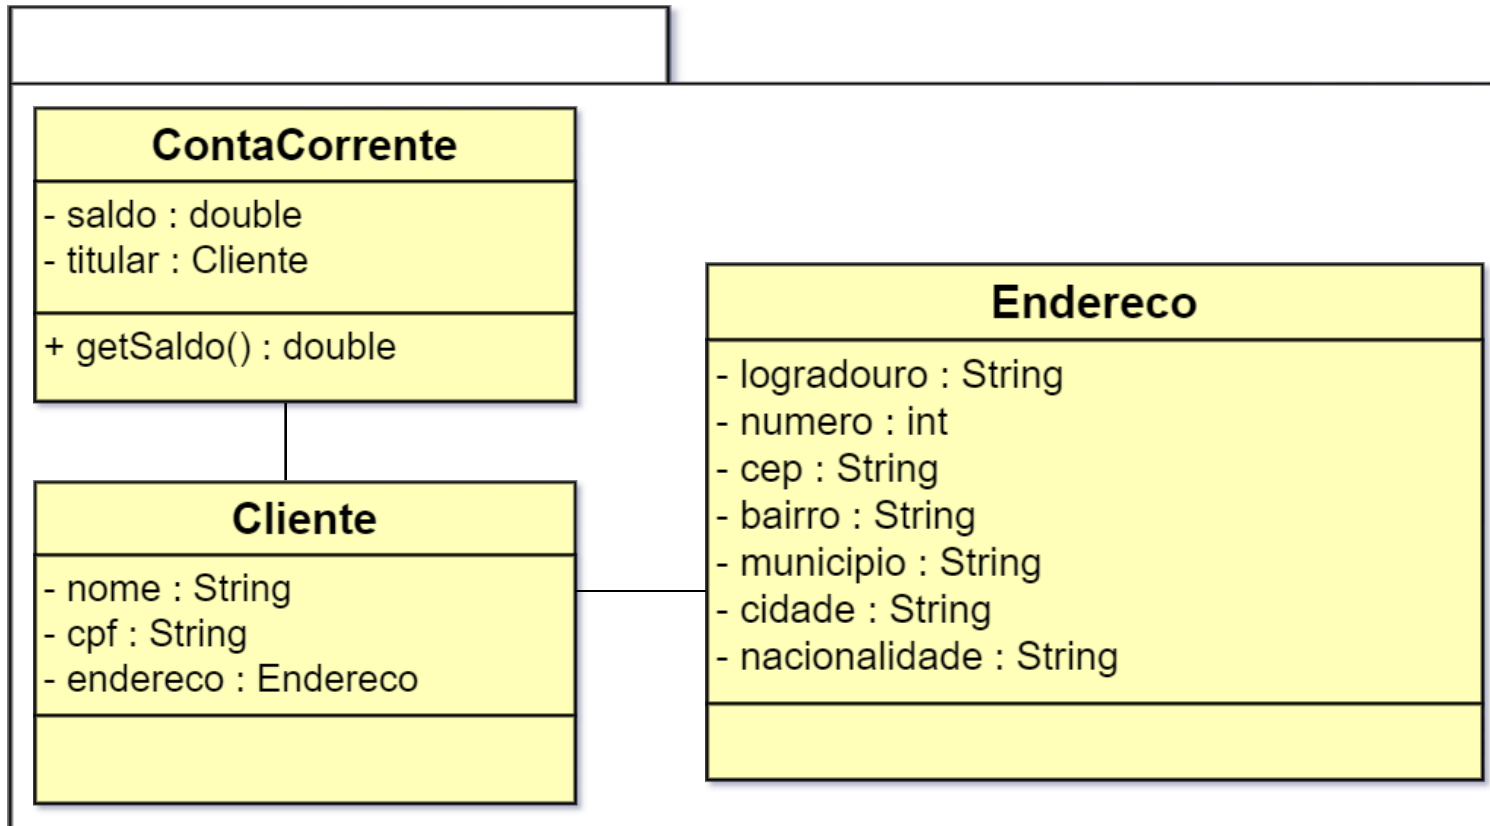 ContaCorrente
- saldo : double
- titular : Cliente
+ getSaldo() : double
Cliente
- nome : String
- cpf : String
- endereco : Endereco
Endereco
- logradouro : String
- numero : int
- cep : String
- bairro : String
- municipio : String
- cidade : String
- nacionalidade : String